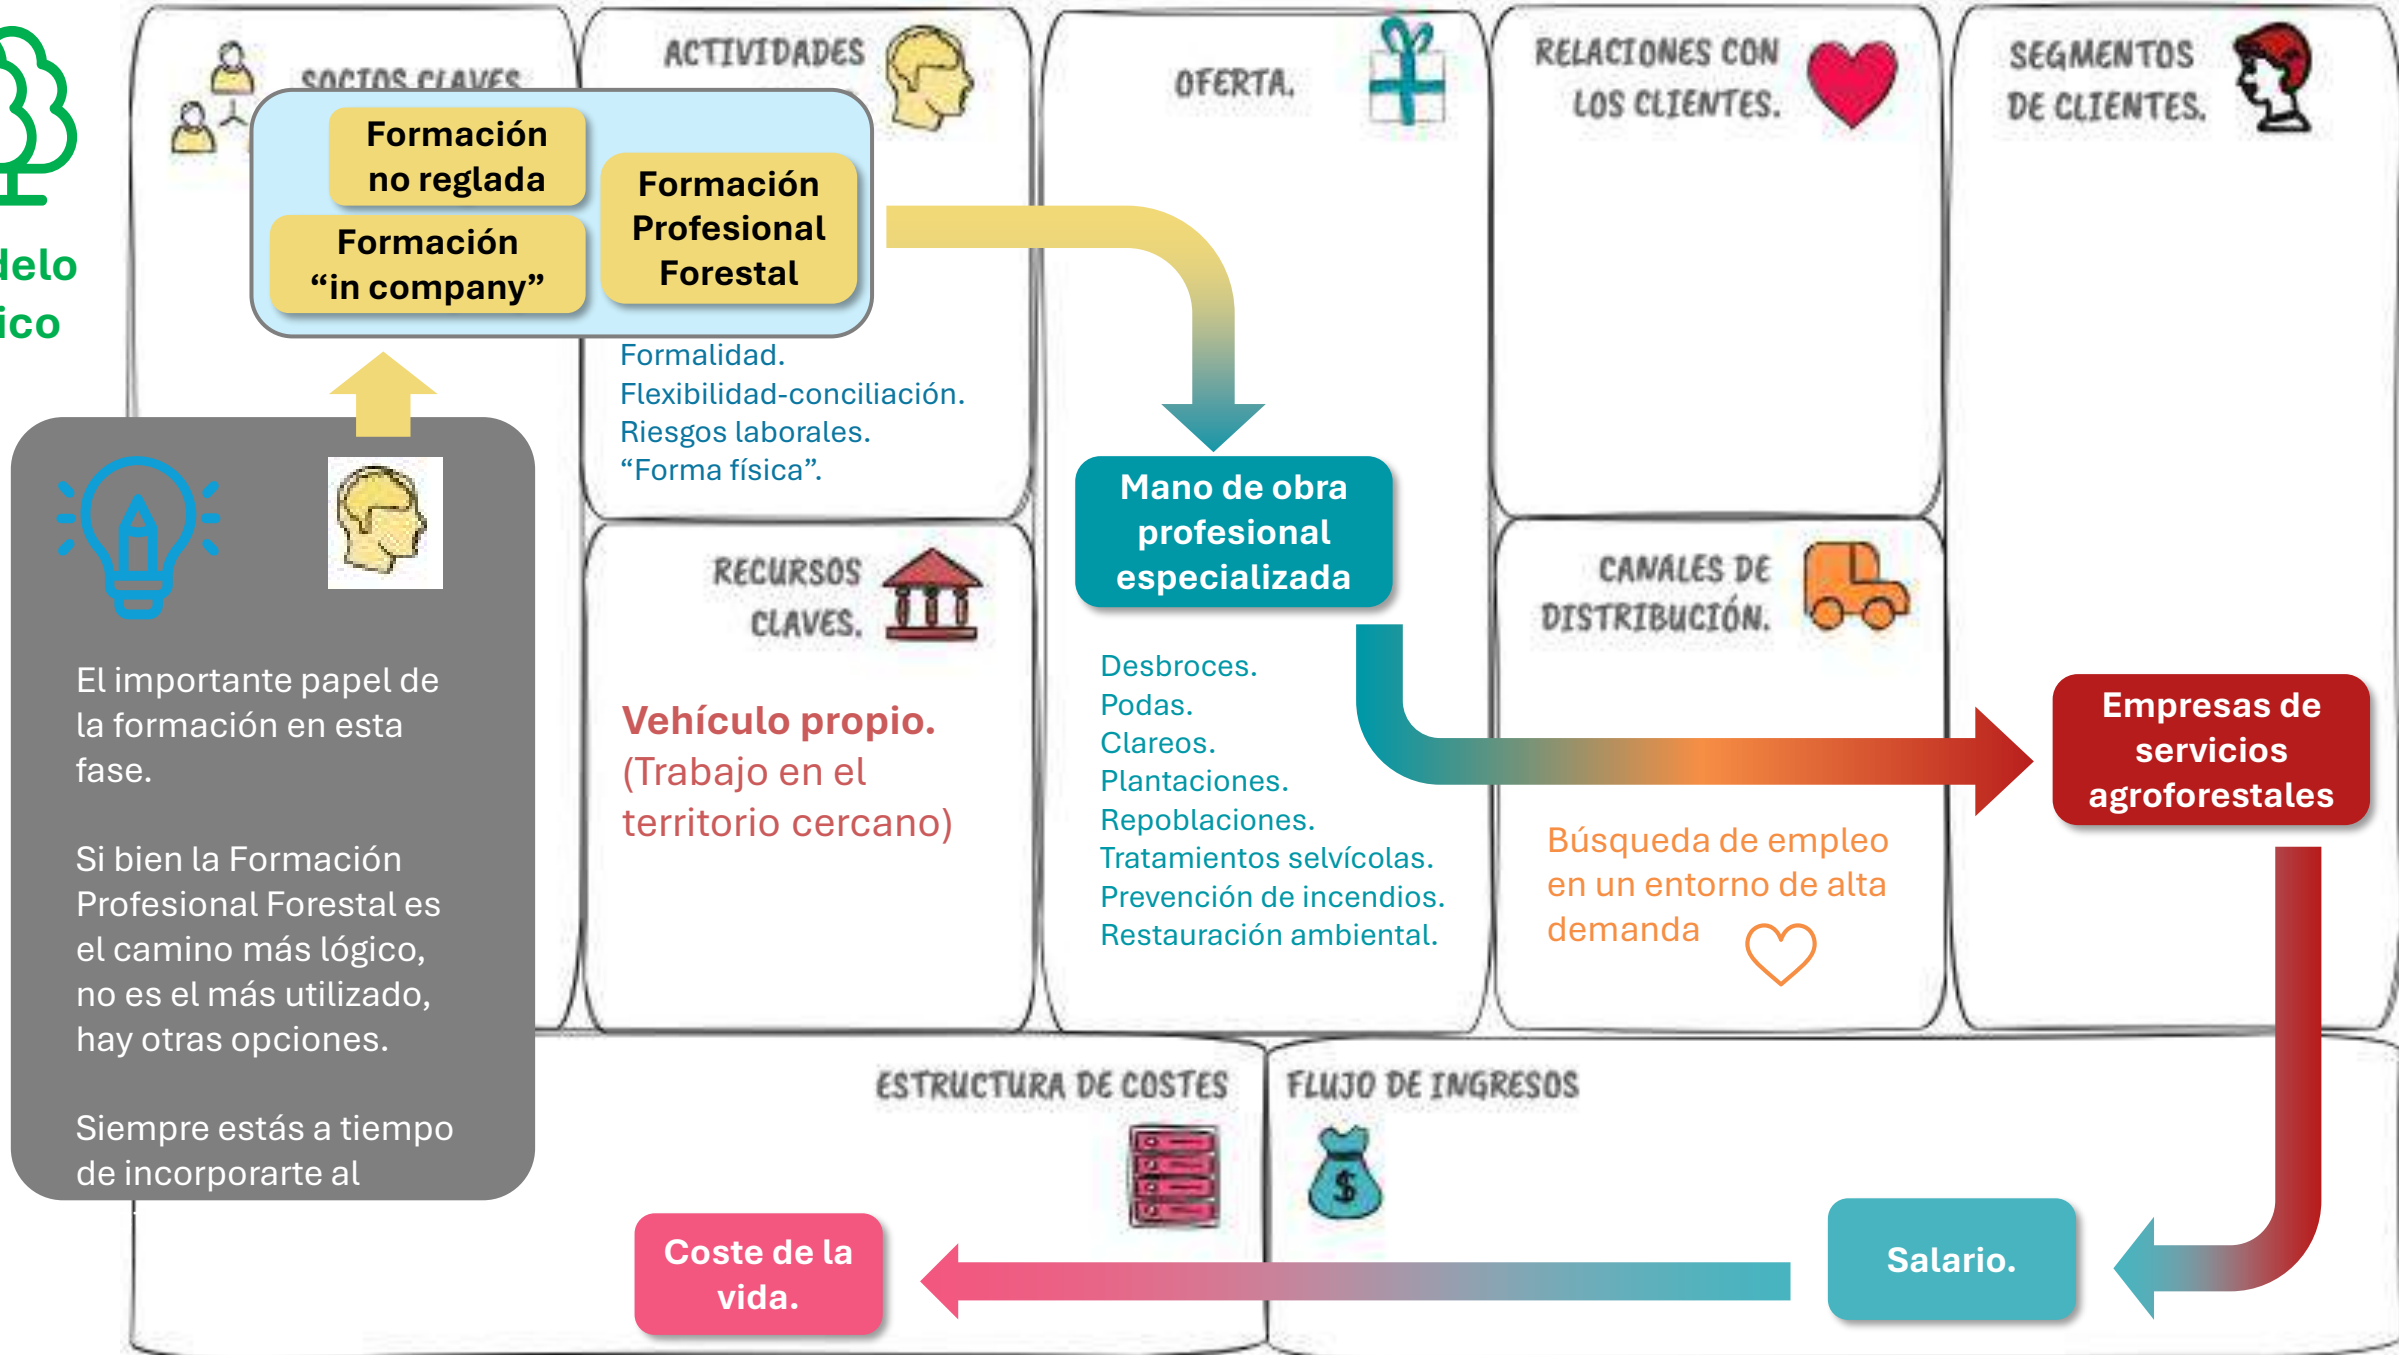 SOCIOS CLAVES
ACTIVIDADES
OFERTA.
RELACIONES CON
LOS CLIENTES.
SEGMENTOS
DE CLIENTES.
Formación
no reglada
Formación
“in company”
Formación
Profesional
Forestal
Formalidad.
Flexibilidad-conciliación.
Riesgos laborales.
“Forma física”.
El importante papel de
la formación en esta
fase.
Si bien la Formación
Profesional Forestal es
el camino más lógico,
no es el más utilizado,
hay otras opciones.
Siempre estás a tiempo
de incorporarte al
RECURSOS
CLAVES.
Vehículo propio.
(Trabajo en el
territorio cercano)
Mano de obra
profesional
especializada
Desbroces.
Podas.
Clareos.
Plantaciones.
Repoblaciones.
Tratamientos selvícolas.
Prevención de incendios.
Restauración ambiental.
CANALES DE
DISTRIBUCIÓN.
Búsqueda de empleo
en un entorno de alta
demanda
Empresas de
servicios
agroforestales
ESTRUCTURA DE COSTES
FLUJO DE INGRESOS
$
Coste de la
vida.
Salario.